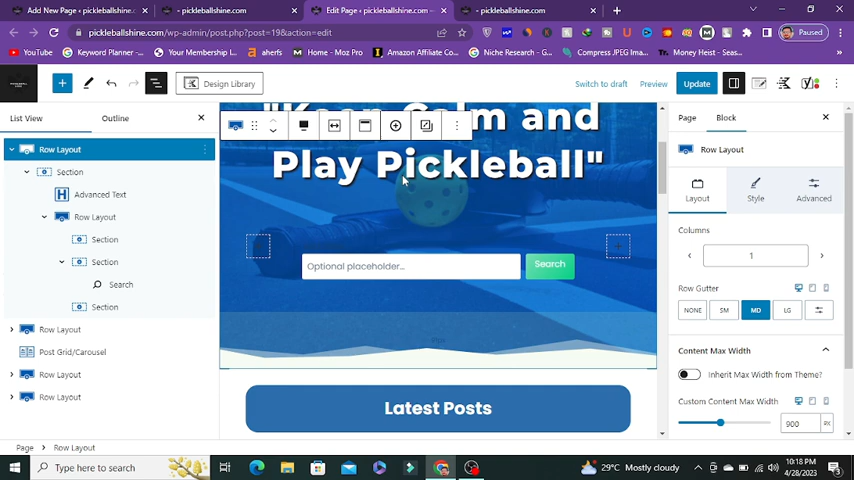 Add New Page ‹ pickleballshine.co
- pickleballshine.com
Edit Page ‹ pickleballshine.com —
- pickleballshine.com
pickleballshine.com/wp-admin/post.php?post=19&action=edit
Paused
YouTube
Keyword Planner -
Your Membership, I
aherfs
Home - Moz Pro
Amazon Affiliate Co...
Niche Research - G...
Compress JPEG Ima...
Money Heist - Seas...
Design Library
Switch to draft
Preview
Update
List View
Outline
Page
Block
Row Layout
Section
Advanced Text
Row Layout
Section
Section
Search
Section
Row Layout
Post Grid/Carousel
Row Layout
Row Layout
"Keep Calm and
Play Pickleball"
Optional placeholder...
Search
Latest Posts
Row Layout
Layout
Style
Advanced
Columns
1
Row Gutter
NONE
SM
MD
LG
Content Max Width
Inherit Max Width from Theme?
Custom Content Max Width
900
PX
Page
Row Layout
Type here to search
29°C Mostly cloudy
10:18 PM
4/28/2023
3